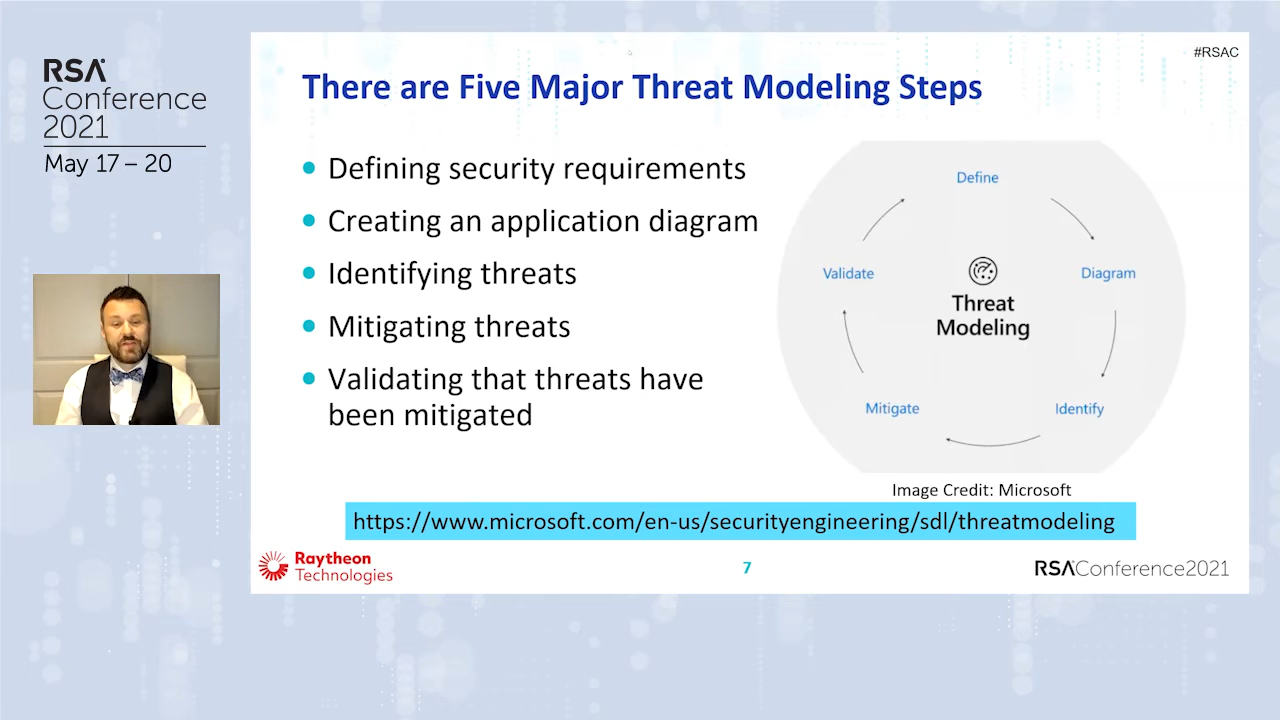 RSA
Conference
2021
May 17 – 20
#RSAC
There are Five Major Threat Modeling Steps
Defining security requirements
Creating an application diagram
Identifying threats
Mitigating threats
Validating that threats have
been mitigated
Define
Validate
Diagram
Threat
Modeling
Mitigate
Identify
Image Credit: Microsoft
https://www.microsoft.com/en-us/securityengineering/sdl/threatmodeling
Raytheon
Technologies
7
RSAConference2021